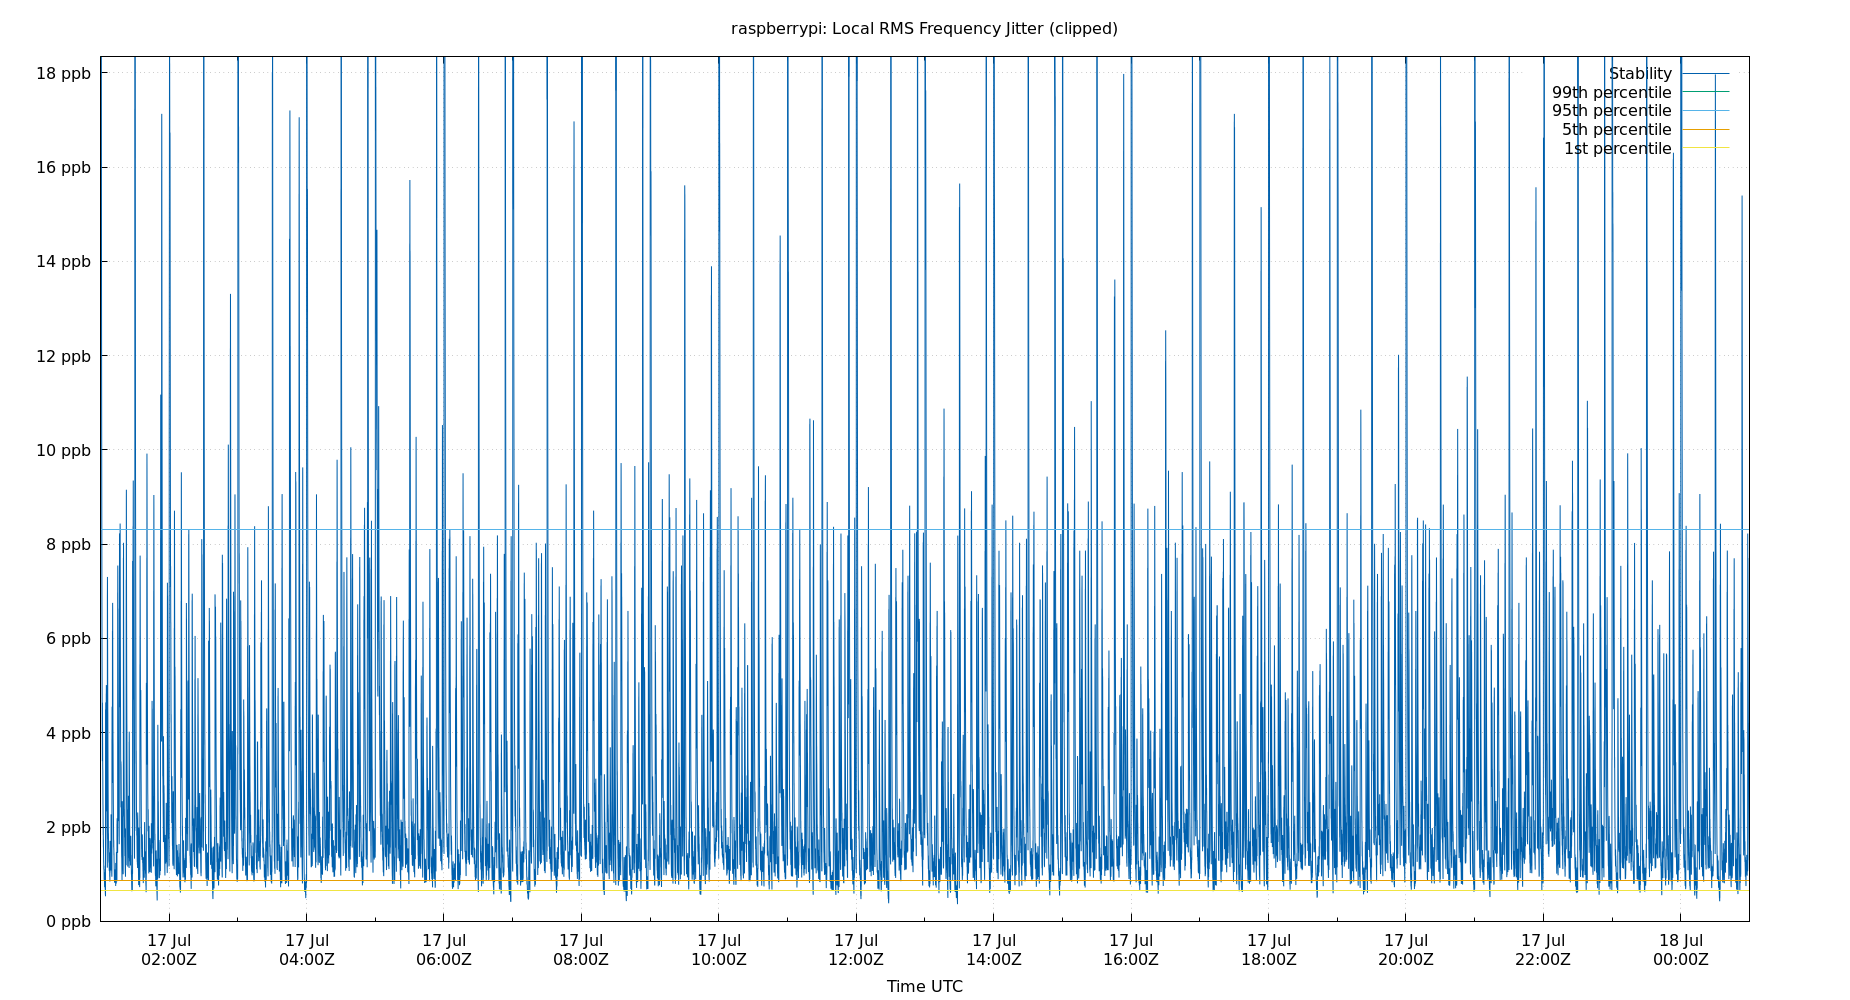 raspberrypi: Local RMS Frequency Jitter (clipped)
18 ppb
16 ppb
14 ppb
12 ppb
10 ppb
8 ppb
6 ppb
4 ppb
2 ppb
0 ppb
Stability
99th percentile
95th percentile
5th percentile
1st percentile
17 Jul 17 Jul 17 Jul 17 Jul 17 Jul 17 Jul 17 Jul 17 Jul 17 Jul 17 Jul 17 Jul 18 Jul
02:00Z 04:00Z 06:00Z 08:00Z 10:00Z 12:00Z 14:00Z 16:00Z 18:00Z 20:00Z 22:00Z 00:00Z
Time UTC